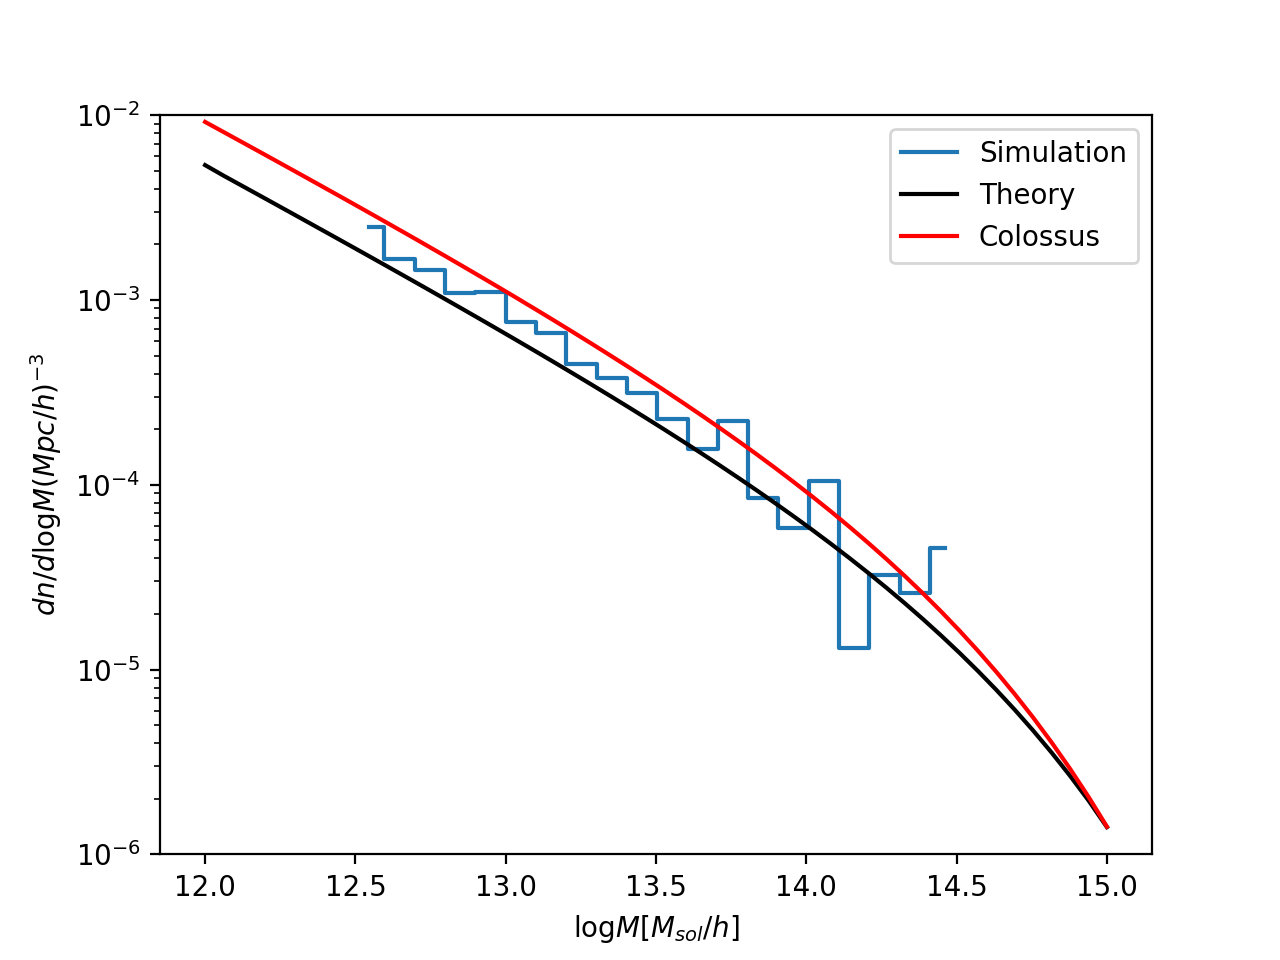 Simulation
Theory
Colossus
10⁻²
10⁻³
10⁻⁴
10⁻⁵
10⁻⁶
dn/dlogM(Mpc/h)⁻³
12.0 12.5 13.0 13.5 14.0 14.5 15.0
logM[M_sol/h]